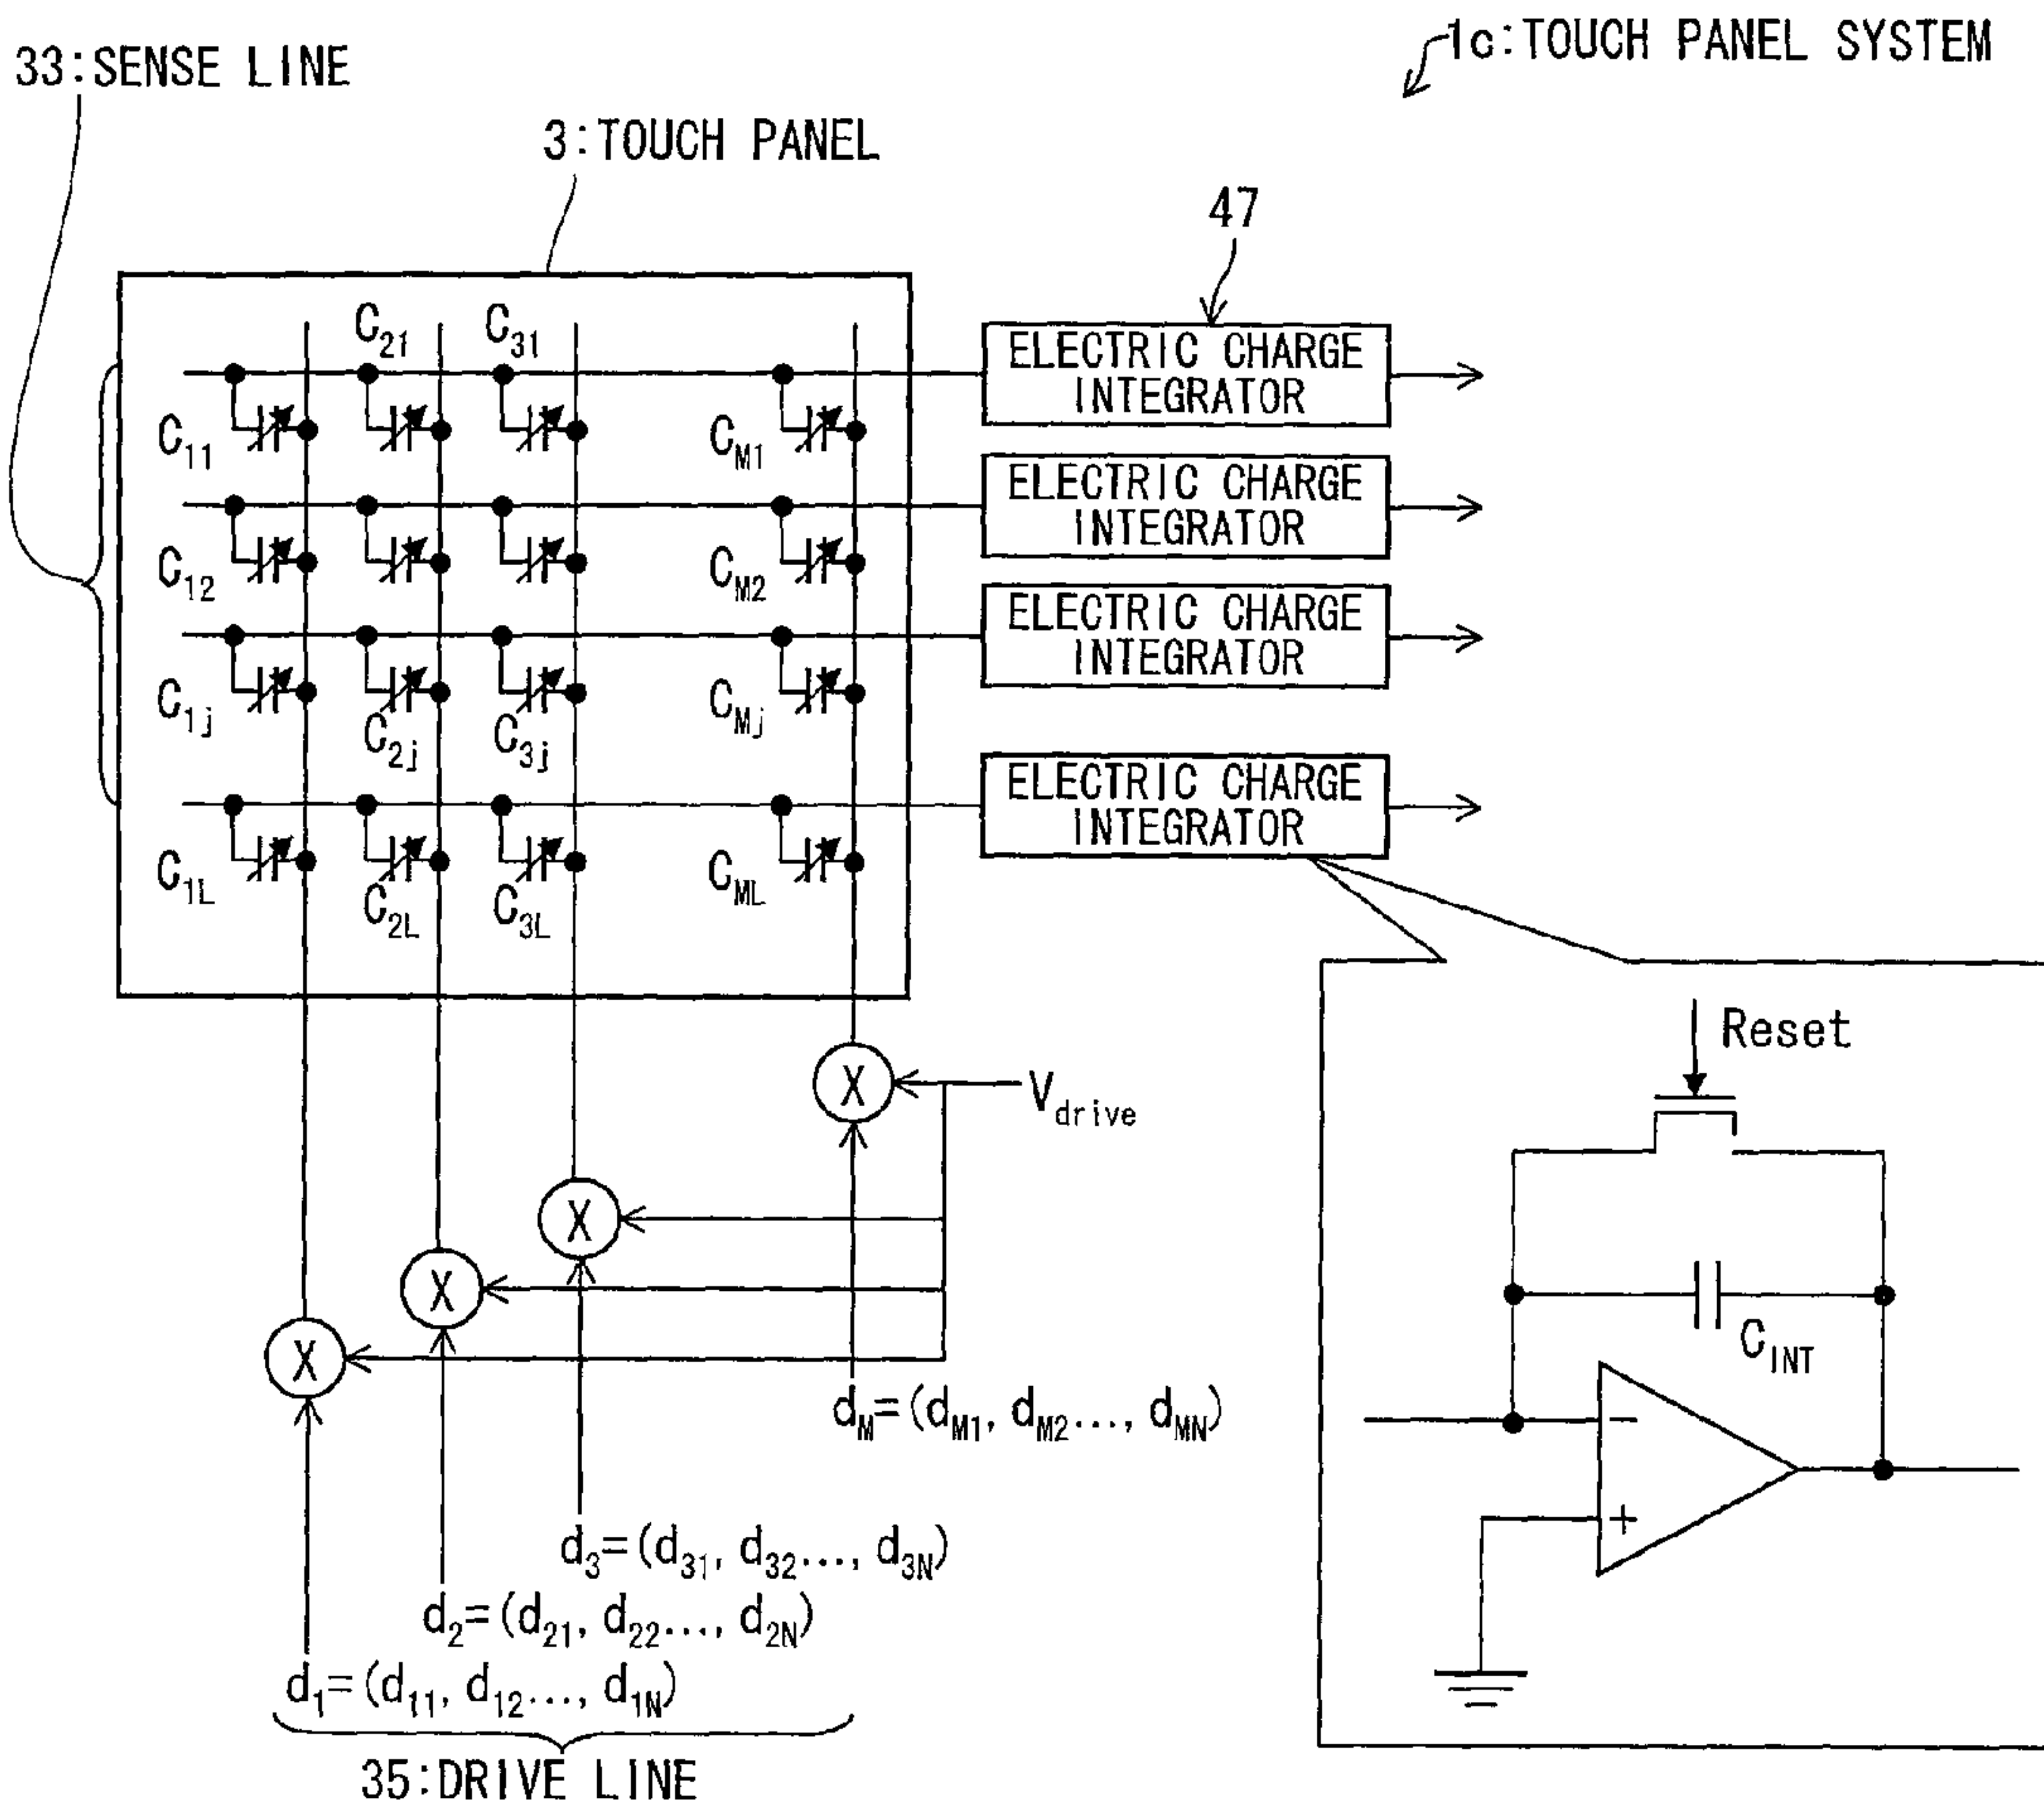 1c:TOUCH PANEL SYSTEM
33:SENSE LINE
3:TOUCH PANEL
47
C21
C31
ELECTRIC CHARGE
INTEGRATOR
C11
CM1
ELECTRIC CHARGE
INTEGRATOR
C12
CM2
ELECTRIC CHARGE
INTEGRATOR
C1j
C2j
C3j
CMj
ELECTRIC CHARGE
INTEGRATOR
C1L
C2L
C3L
CML
Reset
X
Vdrive
X
X
X
CINT
dM=(dM1, dM2..., dMN)
−
+
d3=(d31, d32..., d3N)
d2=(d21, d22..., d2N)
d1=(d11, d12..., d1N)
35:DRIVE LINE